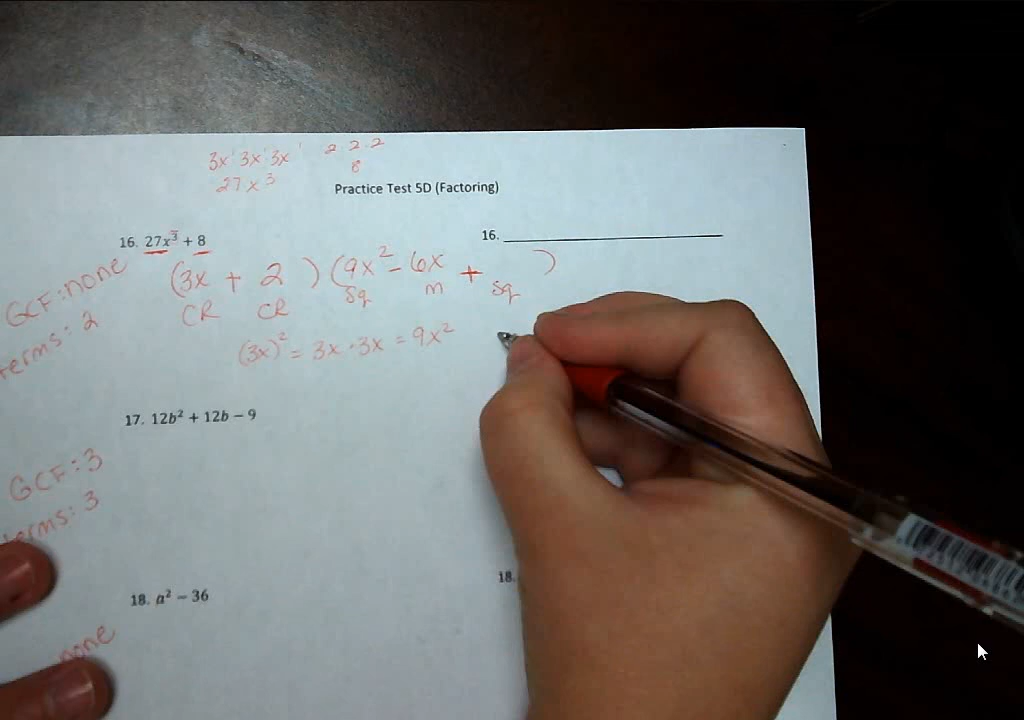 3x 3x 3x 2 . 2 . 2
27x³ 8
Practice Test 5D (Factoring)
16. 27x³ + 8 16.
GCF: none (3x + 2 ) (9x² - 6x + )
CR CR Sq m Sq
terms: 2
(3x)² = 3x · 3x = 9x²
17. 12b² + 12b − 9
GCF: 3
terms: 3
18. a² − 36 18.
none